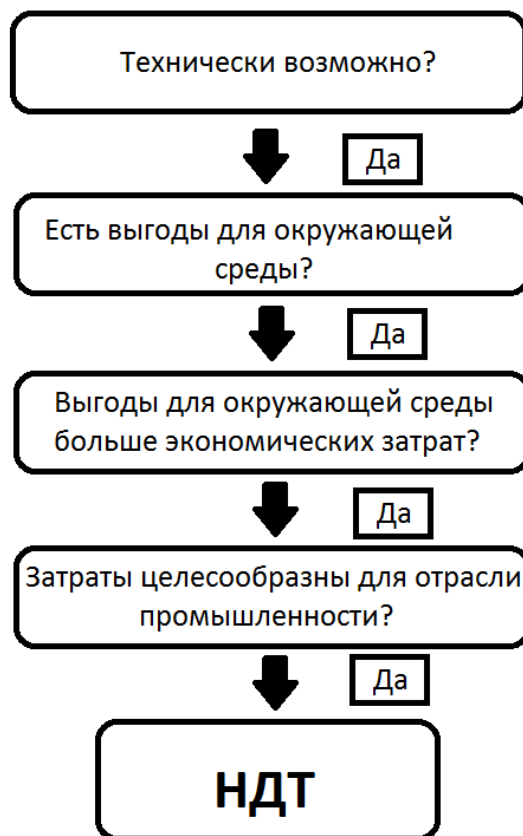 Технически возможно?
Да
Есть выгоды для окружающей
среды?
Да
Выгоды для окружающей среды
больше экономических затрат?
Да
Затраты целесообразны для отрасли
промышленности?
Да
НДТ